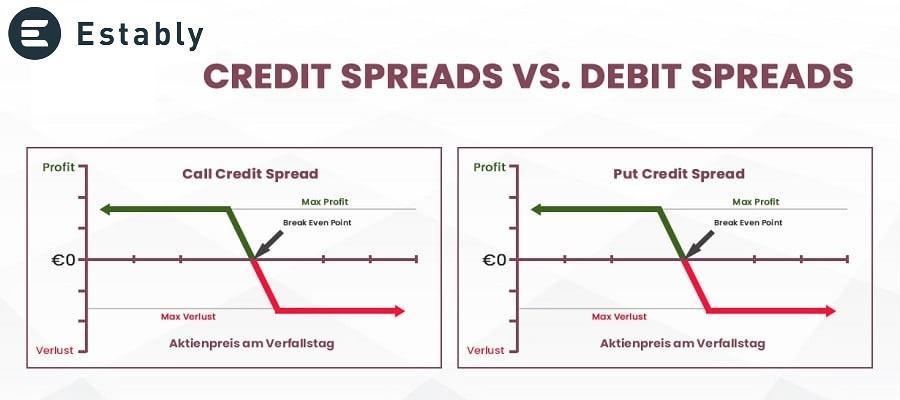 Estably
CREDIT SPREADS VS. DEBIT SPREADS
Profit
Call Credit Spread
Max Profit
Break Even Point
€0
Max Verlust
Aktienpreis am Verfallstag
Verlust
Profit
Put Credit Spread
Max Profit
Break Even Point
€0
Max Verlust
Aktienpreis am Verfallstag
Verlust